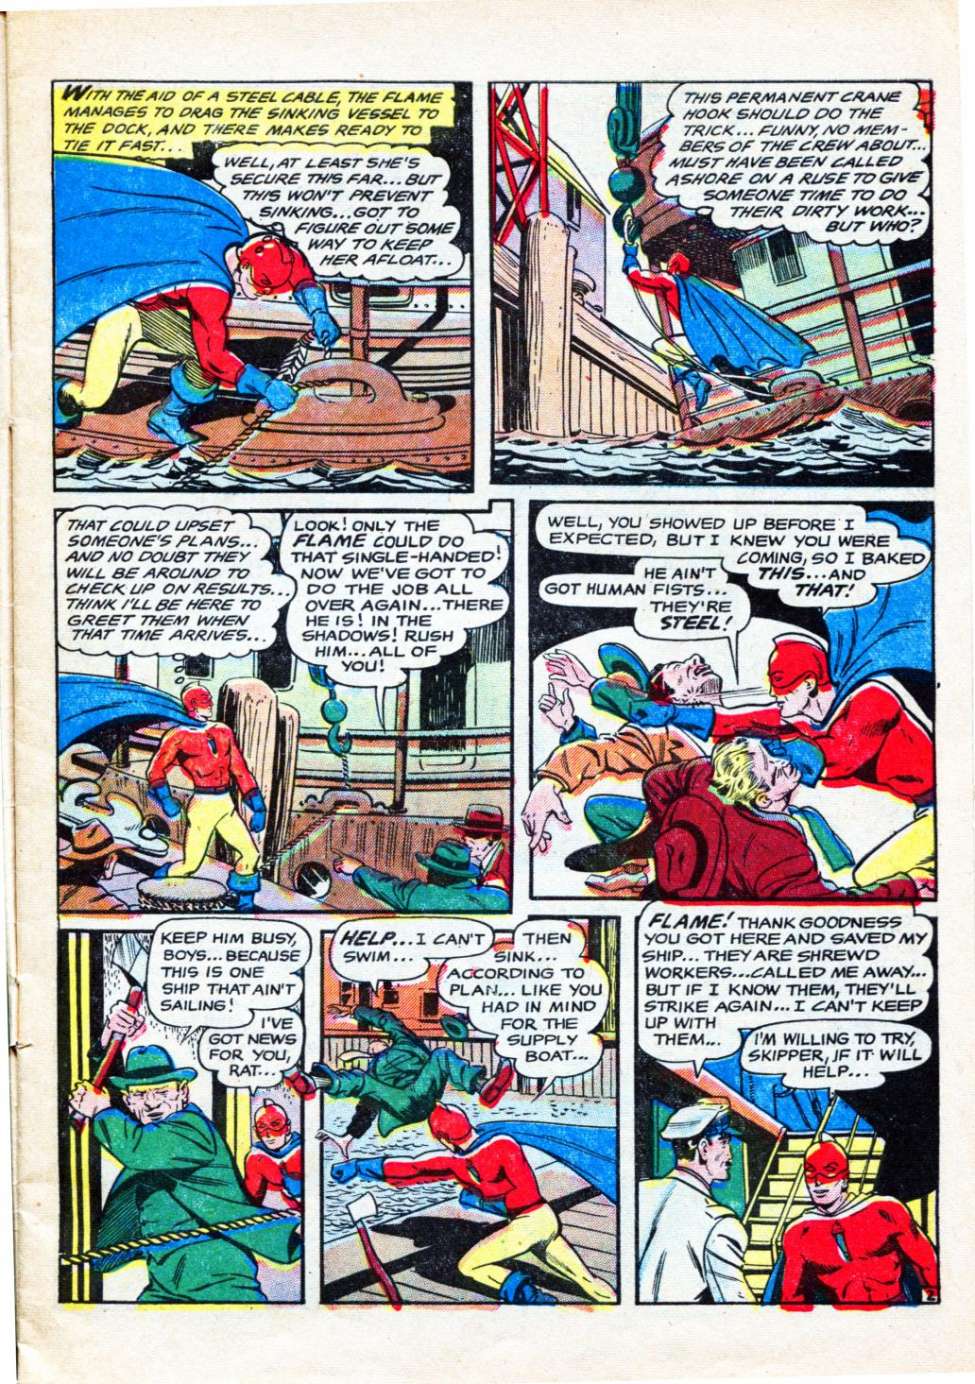 WITH THE AID OF A STEEL CABLE, THE FLAME
MANAGES TO DRAG THE SINKING VESSEL TO
THE DOCK, AND THERE MAKES READY TO
TIE IT FAST...
WELL, AT LEAST SHE'S
SECURE THIS FAR... BUT
THIS WON'T PREVENT
SINKING... GOT TO
FIGURE OUT SOME
WAY TO KEEP
HER AFLOAT...
THIS PERMANENT CRANE
HOOK SHOULD DO THE
TRICK... FUNNY, NO MEM-
BERS OF THE CREW ABOUT...
MUST HAVE BEEN CALLED
ASHORE ON A RUSE TO GIVE
SOMEONE TIME TO DO
THEIR DIRTY WORK...
BUT WHO?
THAT COULD UPSET
SOMEONE'S PLANS...
AND NO DOUBT THEY
WILL BE AROUND TO
CHECK UP ON RESULTS...
THINK I'LL BE HERE TO
GREET THEM WHEN
THAT TIME ARRIVES...
LOOK! ONLY THE
FLAME COULD DO
THAT SINGLE-HANDED!
NOW WE'VE GOT TO
DO THE JOB ALL
OVER AGAIN... THERE
HE IS! IN THE
SHADOWS! RUSH
HIM... ALL OF
YOU!
WELL, YOU SHOWED UP BEFORE I
EXPECTED, BUT I KNEW YOU WERE
COMING, SO I BAKED
THIS... AND
THAT!
HE AIN'T
GOT HUMAN FISTS...
THEY'RE
STEEL!
KEEP HIM BUSY,
BOYS... BECAUSE
THIS IS ONE
SHIP THAT AIN'T
SAILING!
I'VE
GOT NEWS
FOR YOU,
RAT...
HELP... I CAN'T
SWIM...
THEN
SINK...
ACCORDING TO
PLAN... LIKE YOU
HAD IN MIND
FOR THE
SUPPLY
BOAT...
FLAME! THANK GOODNESS
YOU GOT HERE AND SAVED MY
SHIP... THEY ARE SHREWD
WORKERS... CALLED ME AWAY...
BUT IF I KNOW THEM, THEY'LL
STRIKE AGAIN... I CAN'T KEEP
UP WITH
THEM...
I'M WILLING TO TRY,
SKIPPER, IF IT WILL
HELP...
2